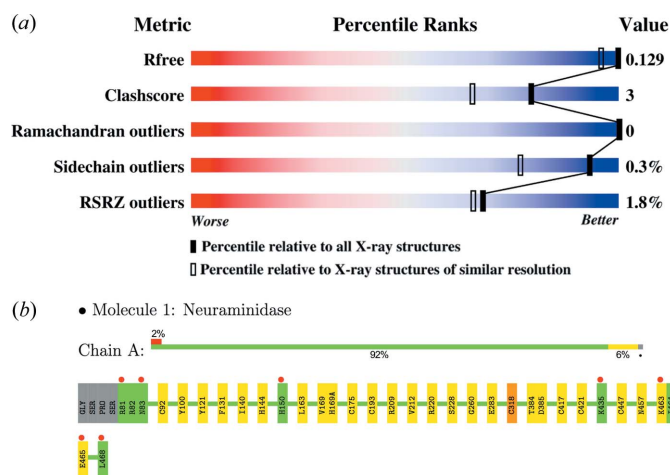 (a) Metric Percentile Ranks Value
Rfree 0.129
Clashscore 3
Ramachandran outliers 0
Sidechain outliers 0.3%
RSRZ outliers 1.8%
Worse Better
Percentile relative to all X-ray structures
Percentile relative to X-ray structures of similar resolution
(b) • Molecule 1: Neuraminidase
2%
Chain A:
92% 6% •
GLY SER PRO SER R81 R82 S83 C92 Y100 Y121 F131 I140 H144 H150 L163 V169 H169A C175 C193 R209 V212 R220 S228 G260 E283 C318 T384 D385 C417 C421 K435 C447 K457 K463
E465 L468